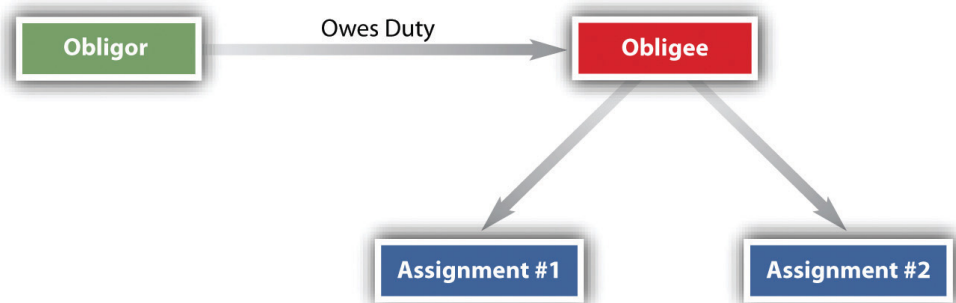 Owes Duty
Obligor
Obligee
Assignment #1
Assignment #2